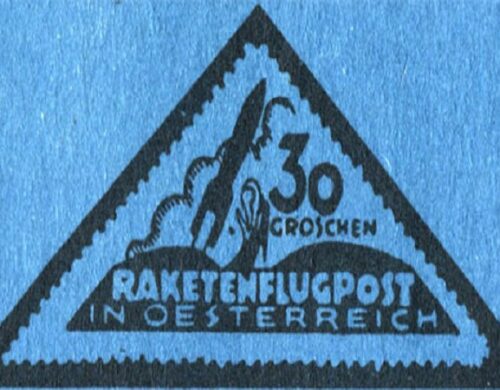 30
GROSCHEN
RAKETENFLUGPOST
IN OESTERREICH